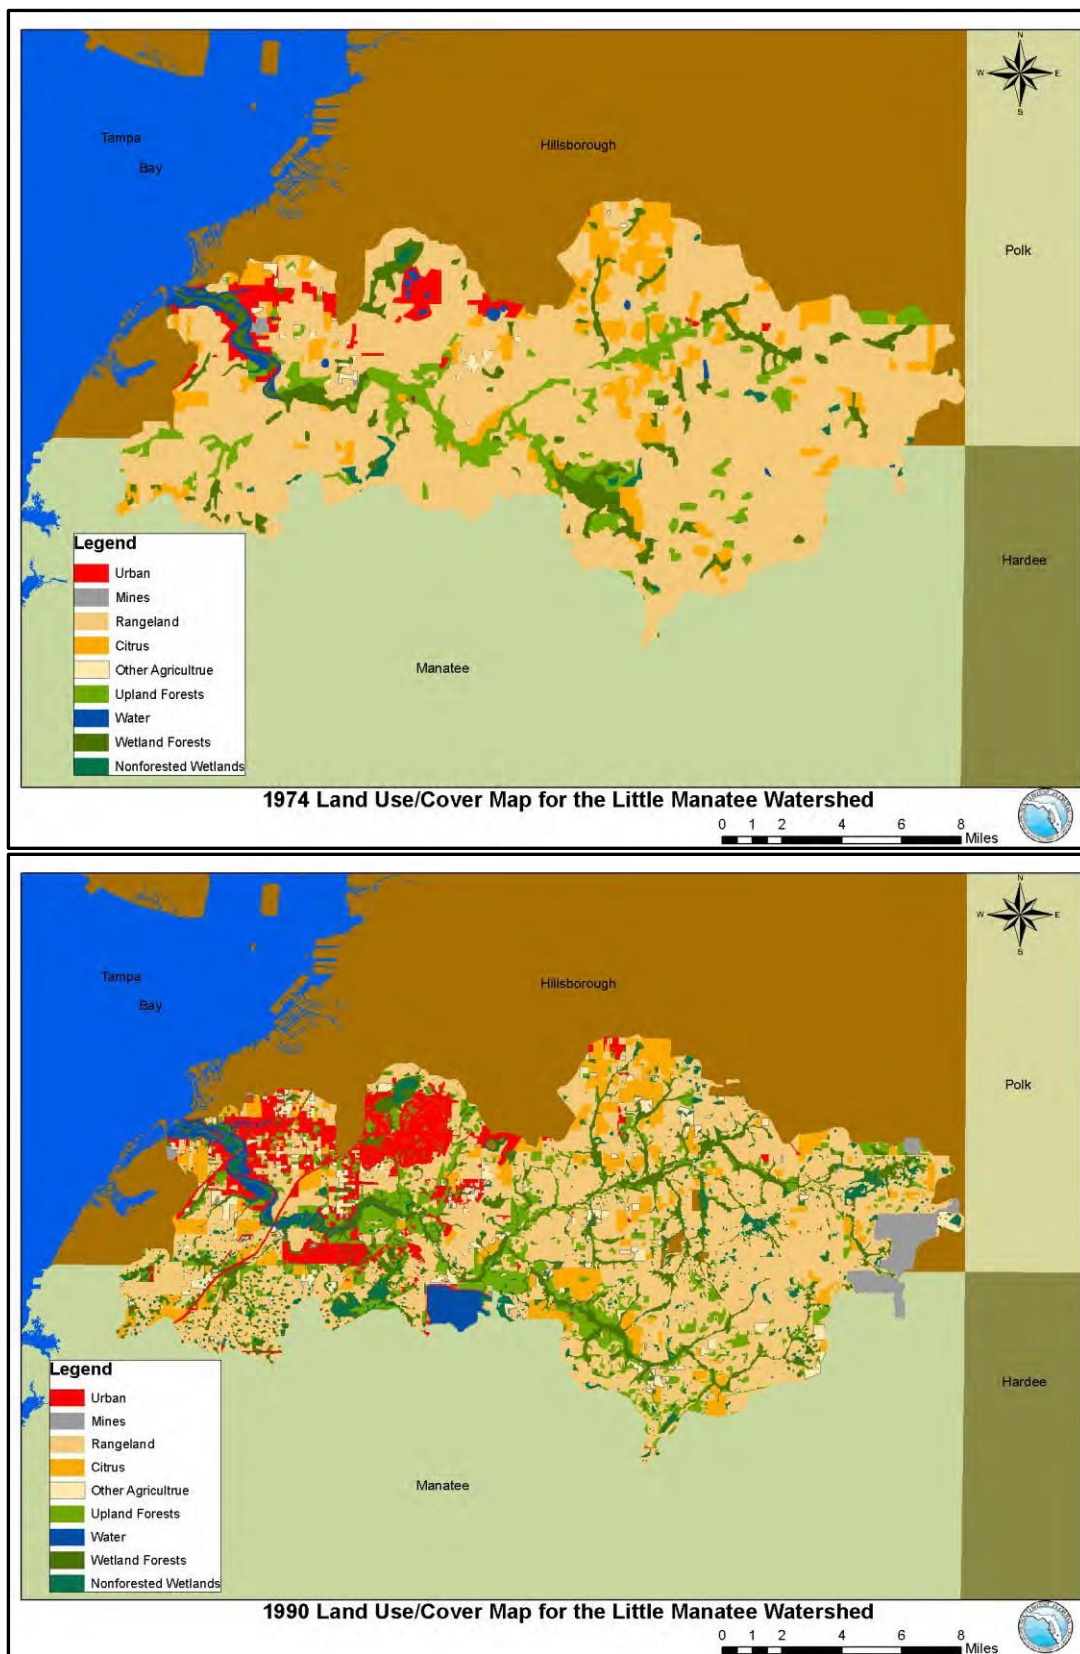 N
W E
S
Tampa
Bay
Hillsborough
Polk
Hardee
Manatee
Legend
Urban
Mines
Rangeland
Citrus
Other Agricultrue
Upland Forests
Water
Wetland Forests
Nonforested Wetlands
1974 Land Use/Cover Map for the Little Manatee Watershed
0 1 2 4 6 8 Miles
N
W E
S
Tampa
Bay
Hillsborough
Polk
Hardee
Manatee
Legend
Urban
Mines
Rangeland
Citrus
Other Agricultrue
Upland Forests
Water
Wetland Forests
Nonforested Wetlands
1990 Land Use/Cover Map for the Little Manatee Watershed
0 1 2 4 6 8 Miles